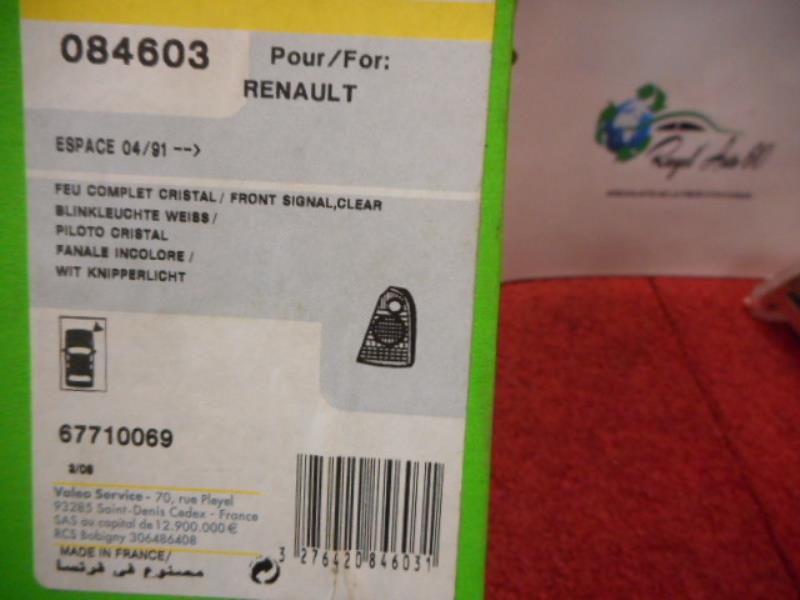 084603
Pour/For:
RENAULT
ESPACE 04/91 -->
FEU COMPLET CRISTAL / FRONT SIGNAL,CLEAR
BLINKLEUCHTE WEISS /
PILOTO CRISTAL
FANALE INCOLORE /
WIT KNIPPERLICHT
67710069
Valeo Service - 70, rue Pleyel
93285 Saint-Denis Cedex - France
SAS au capital de 12.900.000 €
RCS Bobigny 306486408
MADE IN FRANCE/
مصنوع في فرنسا
3 276420 846031
Royal Auto